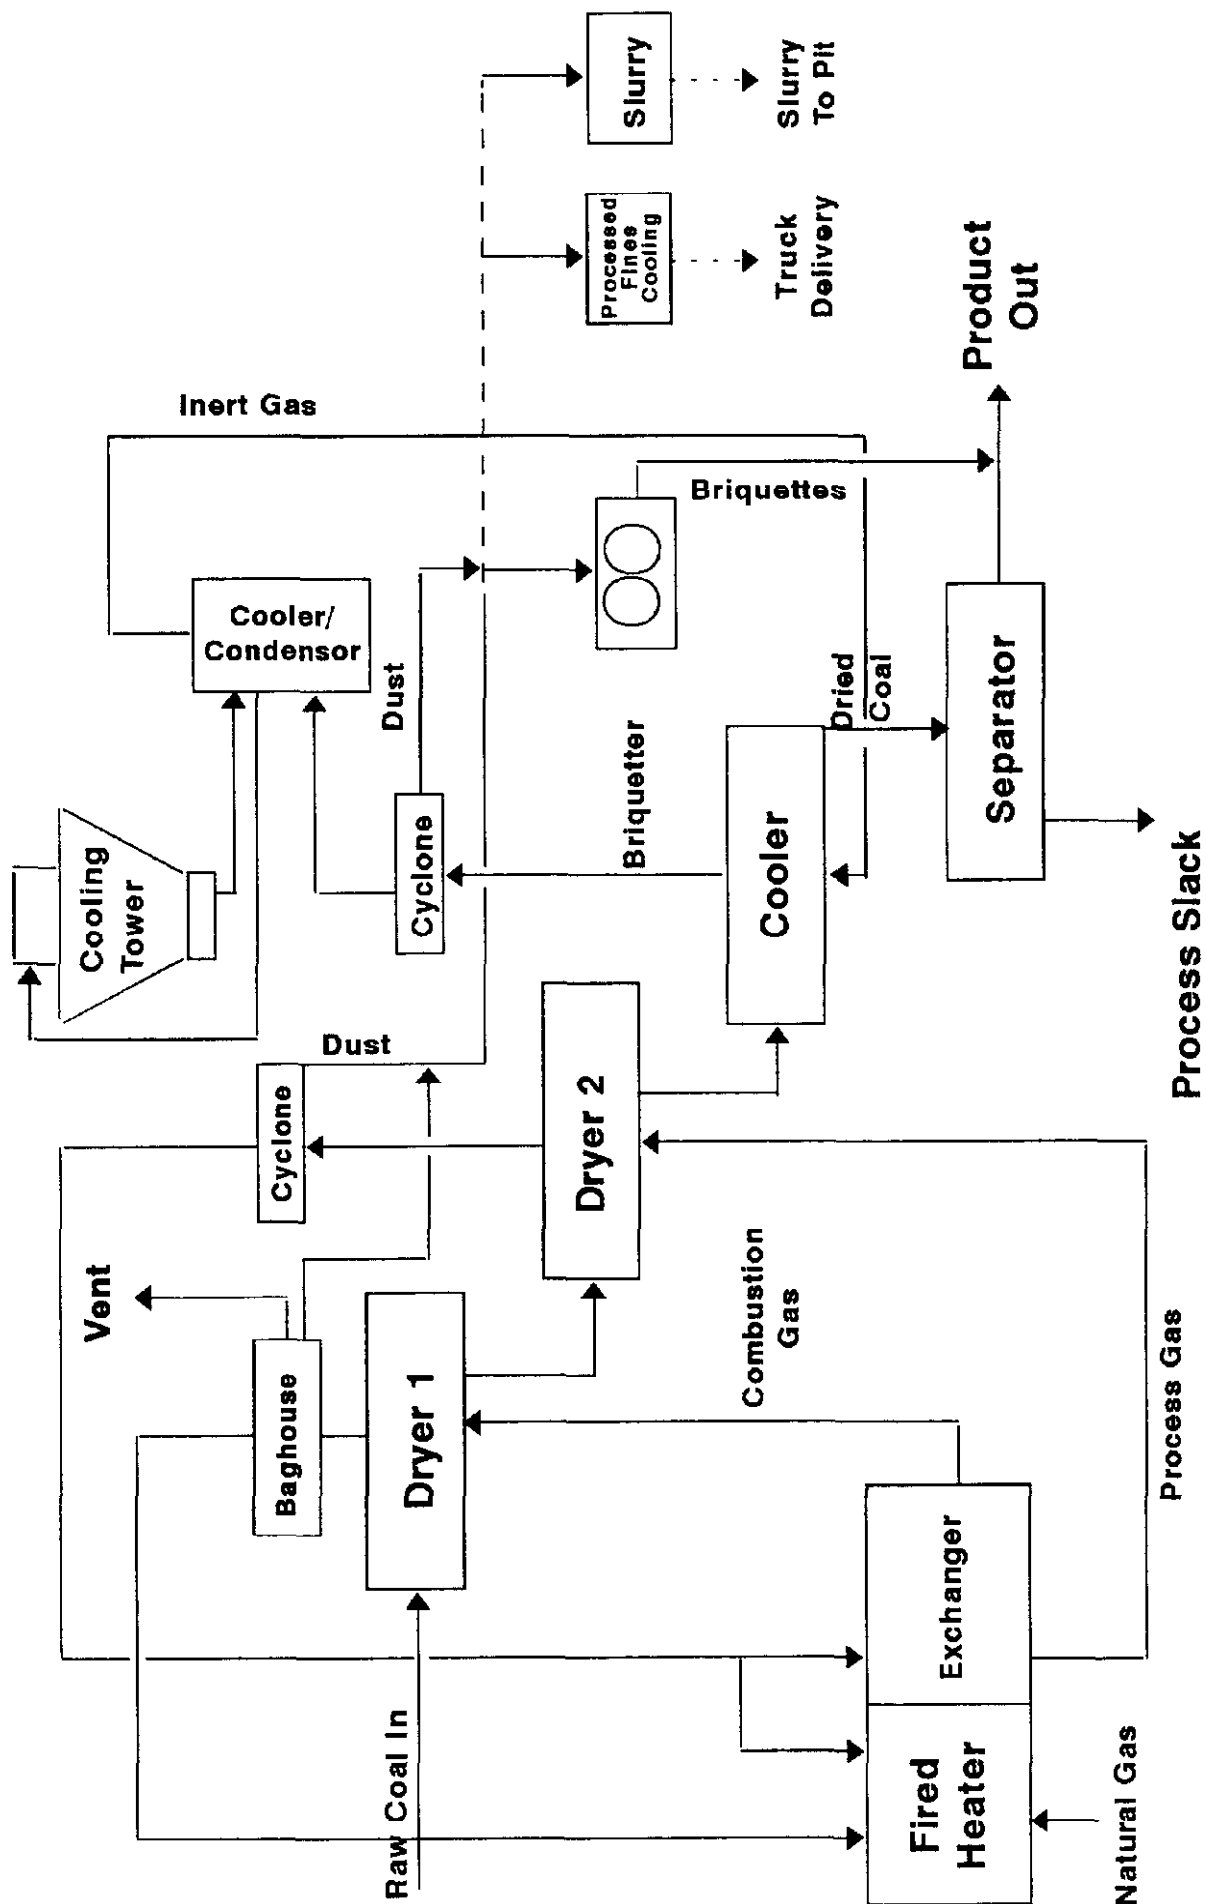 Cooling
Tower
Cooler/
Condensor
Inert Gas
Slurry
Slurry
To Pit
Processed
Fines
Cooling
Truck
Delivery
Vent
Cyclone
Dust
Cyclone
Dust
Briquetter
Briquettes
Baghouse
Dryer 1
Dryer 2
Cooler
Dried
Coal
Separator
Product
Out
Raw Coal In
Combustion
Gas
Fired
Heater
Exchanger
Natural Gas
Process Gas
Process Slack